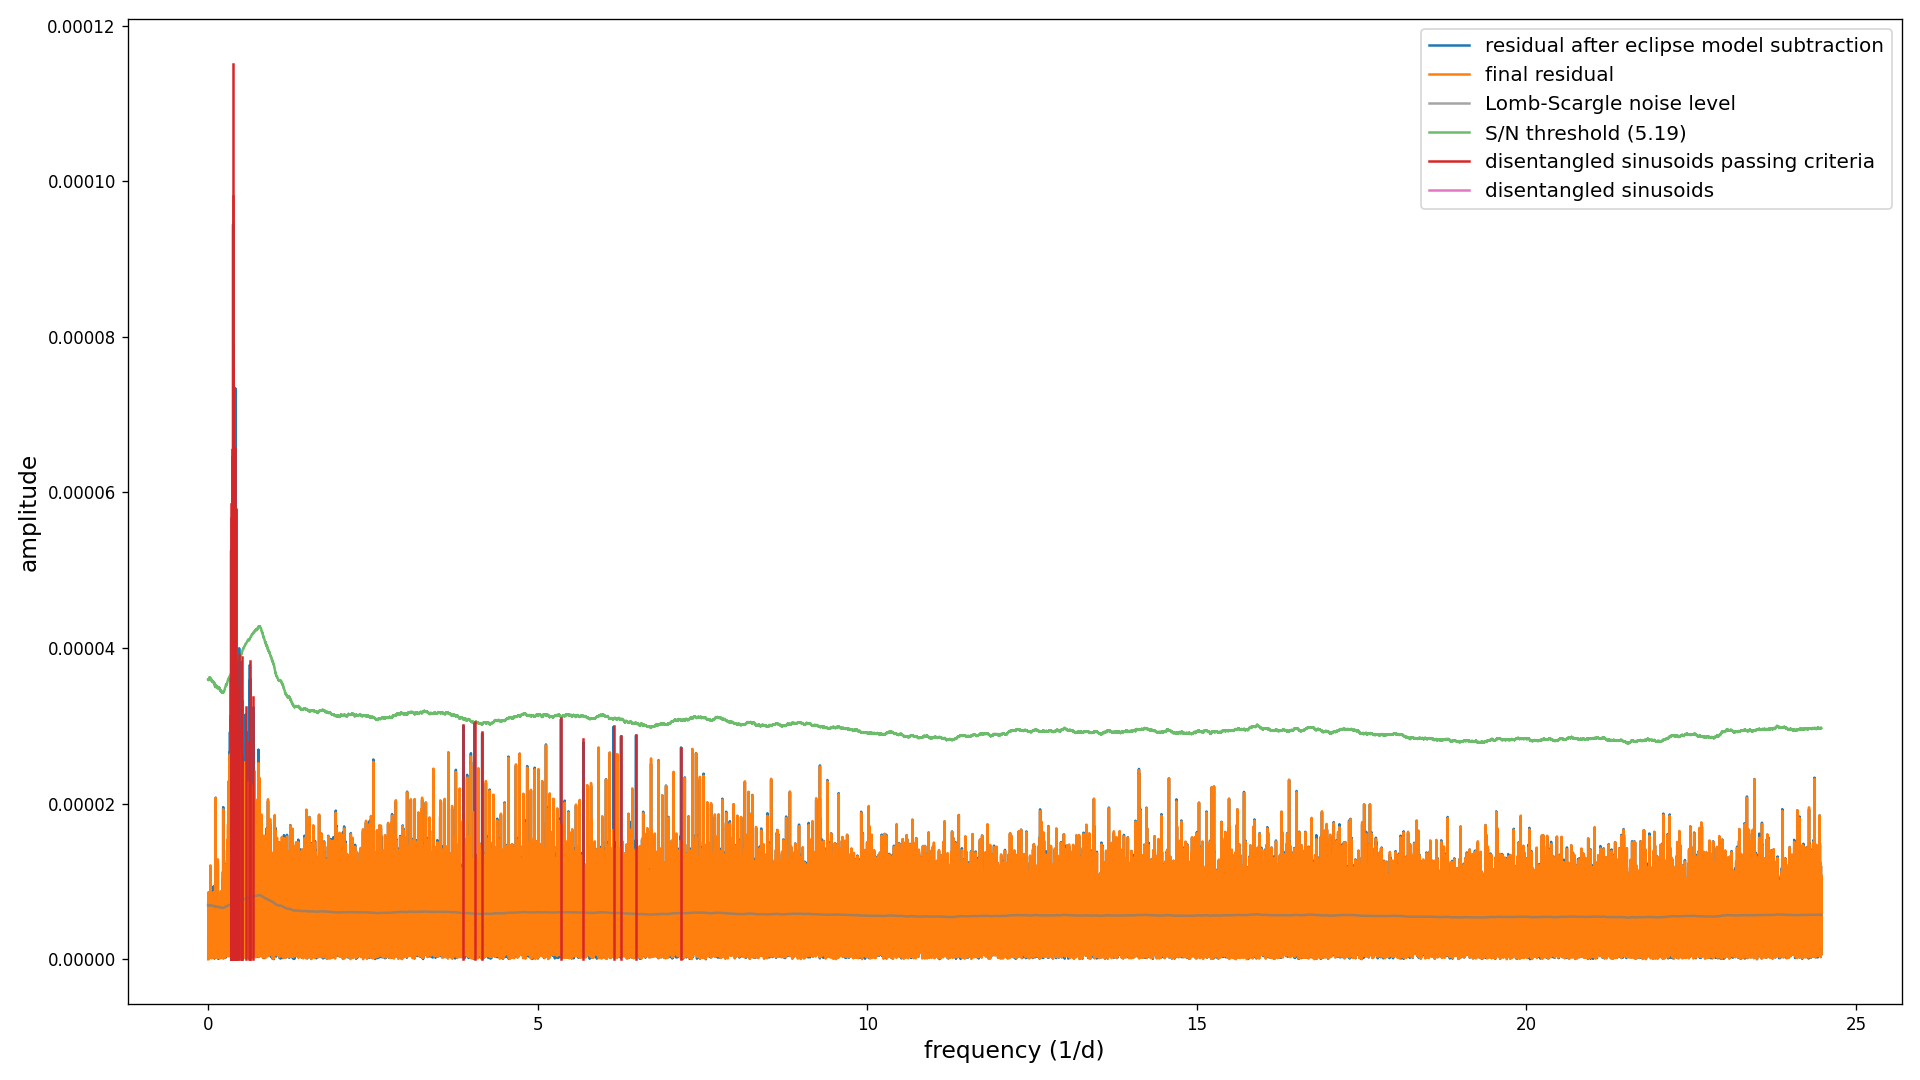 0.00012
0.00010
0.00008
0.00006
0.00004
0.00002
0.00000
amplitude
0
5
10
15
20
25
frequency (1/d)
residual after eclipse model subtraction
final residual
Lomb-Scargle noise level
S/N threshold (5.19)
disentangled sinusoids passing criteria
disentangled sinusoids